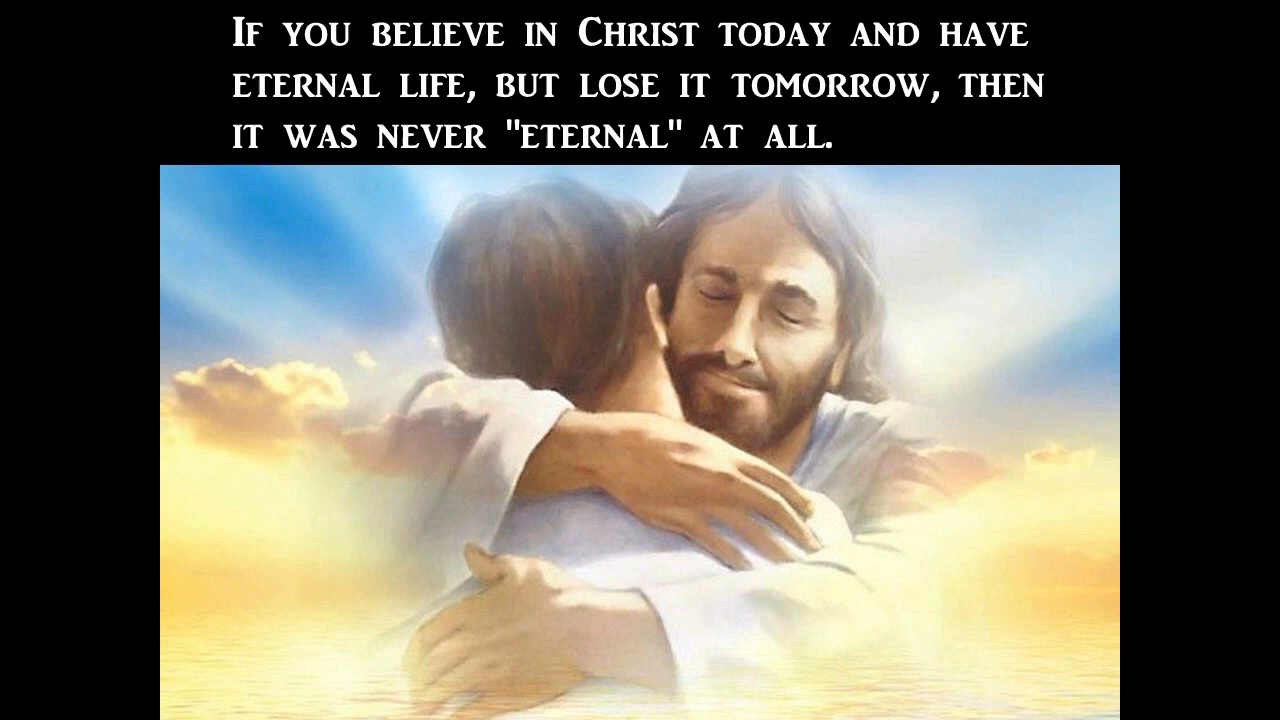 If you believe in Christ today and have
eternal life, but lose it tomorrow, then
it was never "eternal" at all.